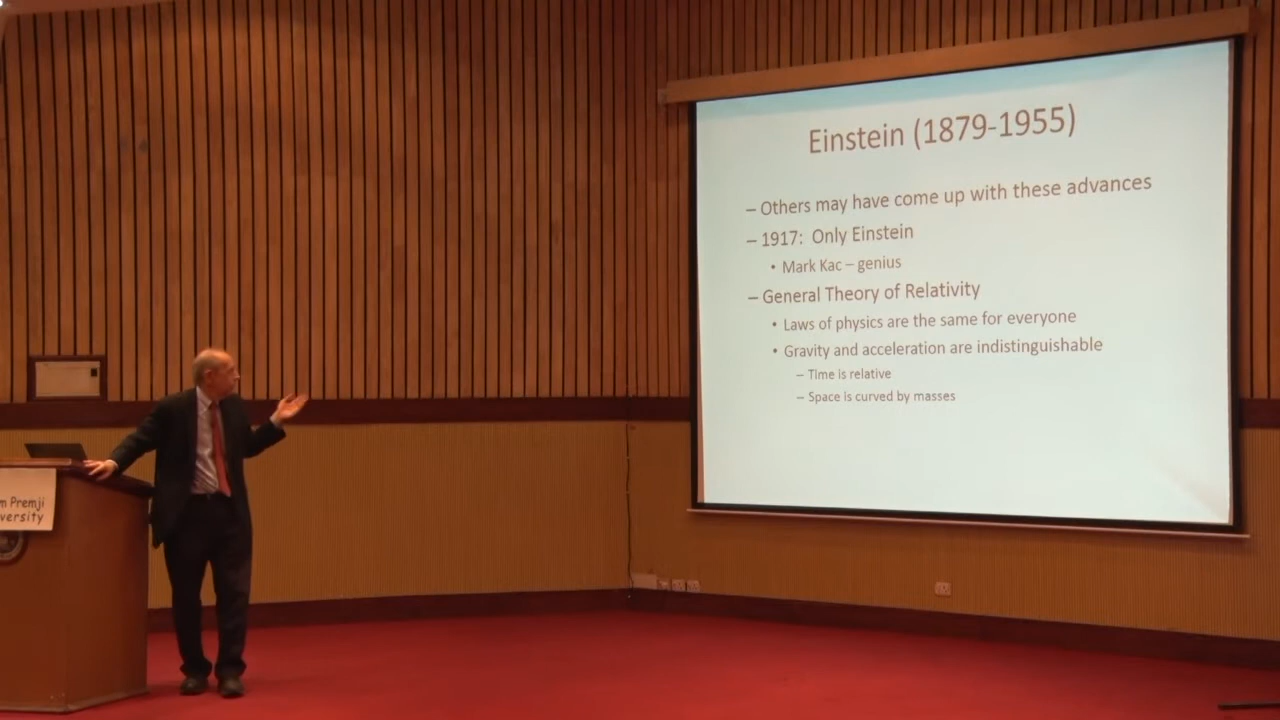 Einstein (1879-1955)
– Others may have come up with these advances
– 1917: Only Einstein
• Mark Kac – genius
– General Theory of Relativity
• Laws of physics are the same for everyone
• Gravity and acceleration are indistinguishable
– Time is relative
– Space is curved by masses
m Premji
versity